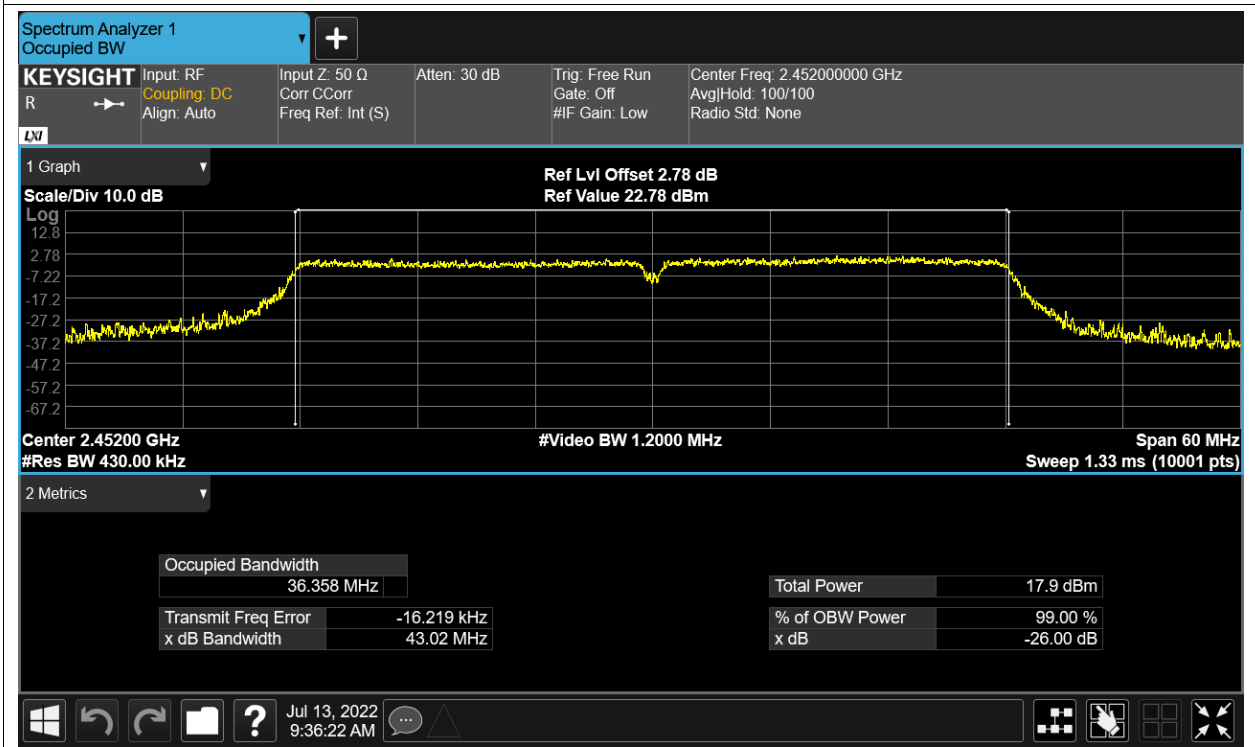 Spectrum Analyzer 1
Occupied BW
KEYSIGHT
R
LXI
Input: RF
Coupling: DC
Align: Auto
Input Z: 50 Ω
Corr CCorr
Freq Ref: Int (S)
Atten: 30 dB
Trig: Free Run
Gate: Off
#IF Gain: Low
Center Freq: 2.452000000 GHz
Avg|Hold: 100/100
Radio Std: None
1 Graph
Scale/Div 10.0 dB
Ref Lvl Offset 2.78 dB
Ref Value 22.78 dBm
Log
12.8
2.78
-7.22
-17.2
-27.2
-37.2
-47.2
-57.2
-67.2
Center 2.45200 GHz
#Video BW 1.2000 MHz
Span 60 MHz
#Res BW 430.00 kHz
Sweep 1.33 ms (10001 pts)
2 Metrics
Occupied Bandwidth
36.358 MHz
Total Power 17.9 dBm
Transmit Freq Error -16.219 kHz
% of OBW Power 99.00 %
x dB Bandwidth 43.02 MHz
x dB -26.00 dB
?
Jul 13, 2022
9:36:22 AM